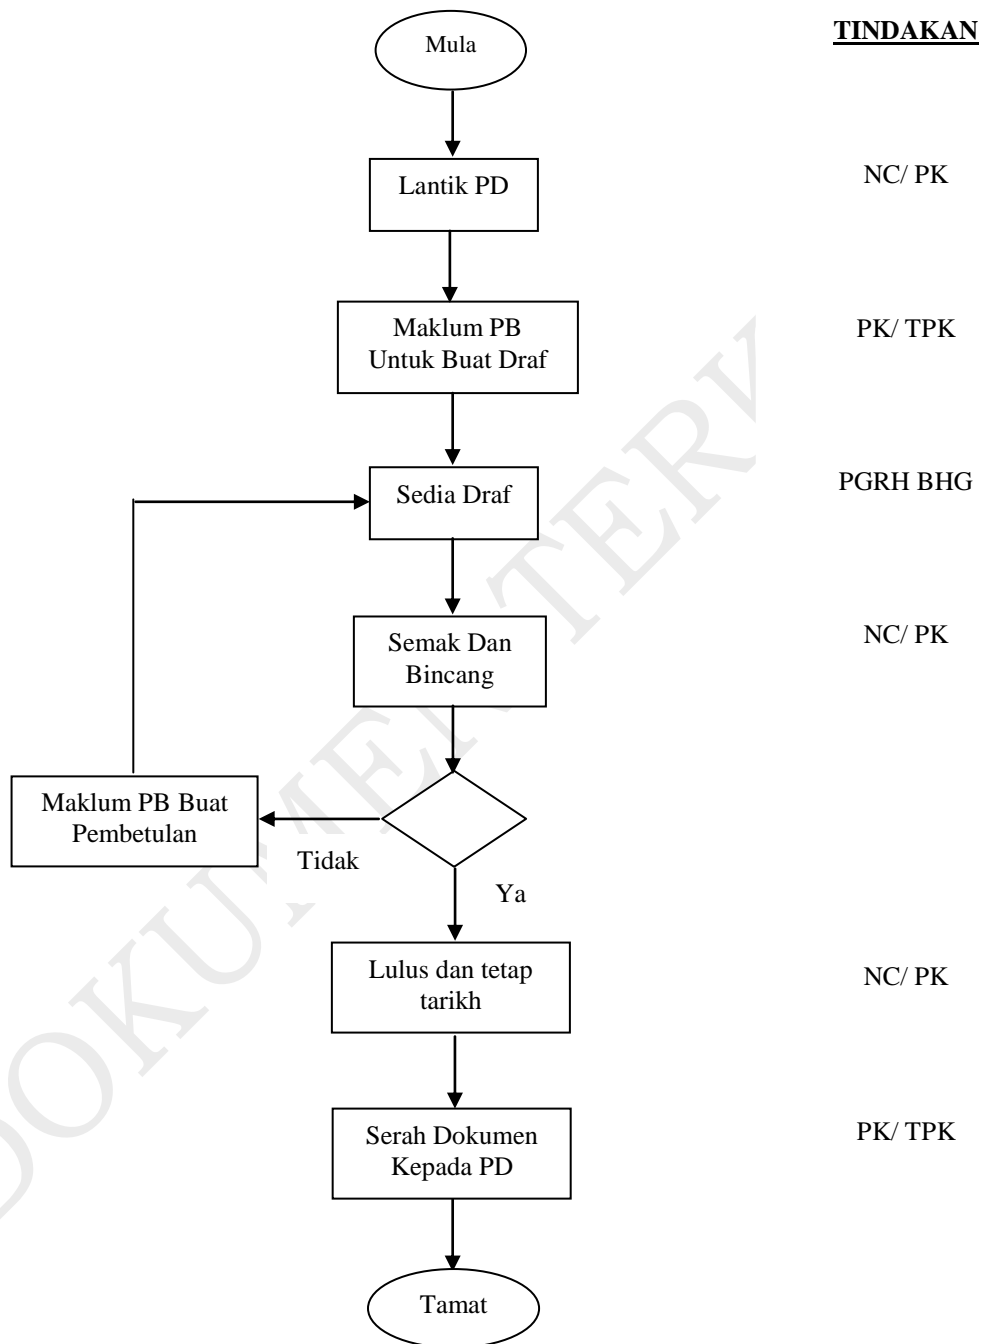 Mula
TINDAKAN
Lantik PD
NC/ PK
Maklum PB
Untuk Buat Draf
PK/ TPK
Sedia Draf
PGRH BHG
Semak Dan
Bincang
NC/ PK
Maklum PB Buat
Pembetulan
Tidak
Ya
Lulus dan tetap
tarikh
NC/ PK
Serah Dokumen
Kepada PD
PK/ TPK
Tamat
DOKUMEN TERK